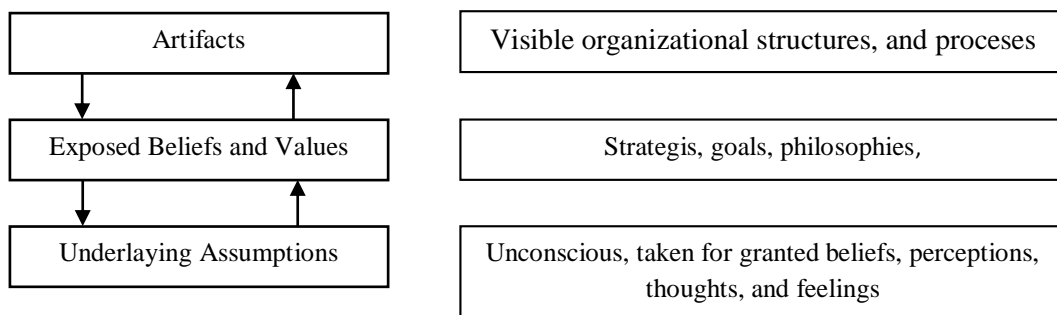 Artifacts
Visible organizational structures, and proceses
Exposed Beliefs and Values
Strategis, goals, philosophies,
Underlaying Assumptions
Unconscious, taken for granted beliefs, perceptions,
thoughts, and feelings